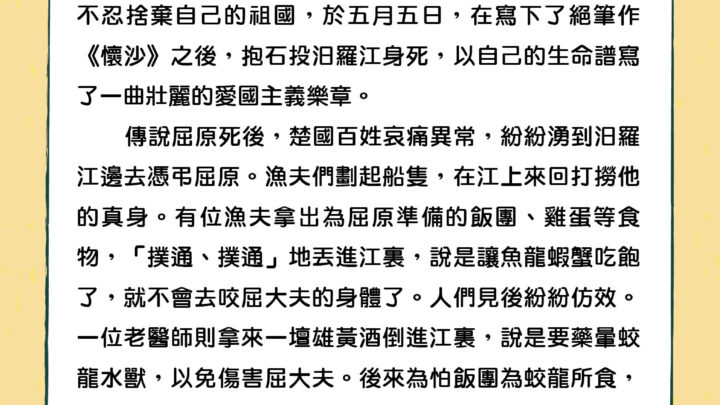 不忍捨棄自己的祖國，於五月五日，在寫下了絕筆作
《懷沙》之後，抱石投汨羅江身死，以自己的生命譜寫
了一曲壯麗的愛國主義樂章。
傳說屈原死後，楚國百姓哀痛異常，紛紛湧到汨羅
江邊去憑弔屈原。漁夫們劃起船隻，在江上來回打撈他
的真身。有位漁夫拿出為屈原準備的飯團、雞蛋等食
物，「撲通、撲通」地丟進江裏，說是讓魚龍蝦蟹吃飽
了，就不會去咬屈大夫的身體了。人們見後紛紛仿效。
一位老醫師則拿來一壇雄黃酒倒進江裏，說是要藥暈蛟
龍水獸，以免傷害屈大夫。後來為怕飯團為蛟龍所食，